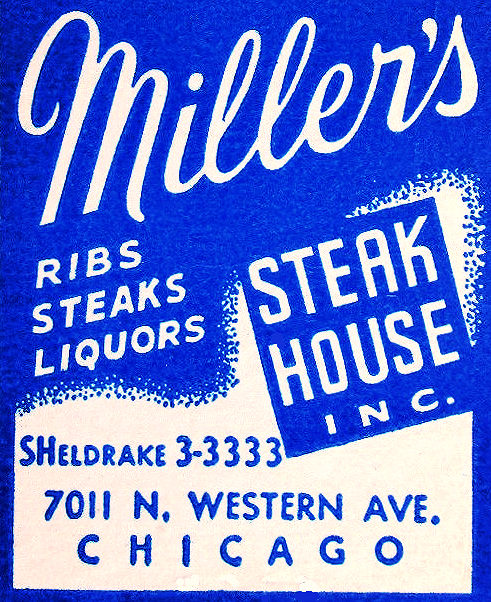 Miller's
RIBS
STEAKS
LIQUORS
STEAK
HOUSE
INC.
SHELDRAKE 3-3333
7011 N. WESTERN AVE.
CHICAGO